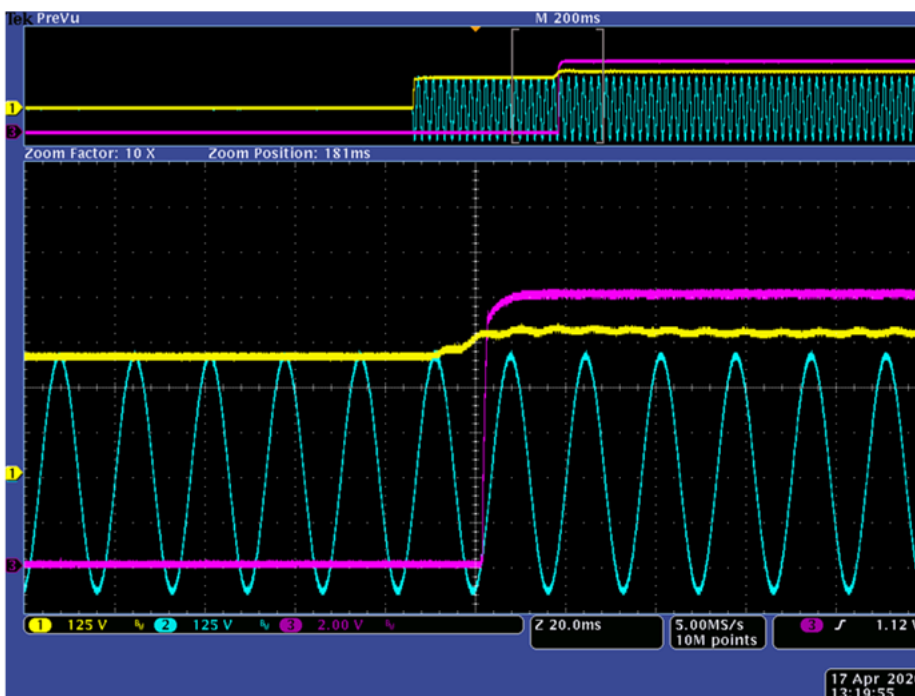 Tek PreVu M 200ms
1
3
Zoom Factor: 10 X Zoom Position: 181ms
1
3
1 125 V 2 125 V 3 2.00 V Z 20.0ms 5.00MS/s 3 1.12 V
10M points
17 Apr 202
13:19:55